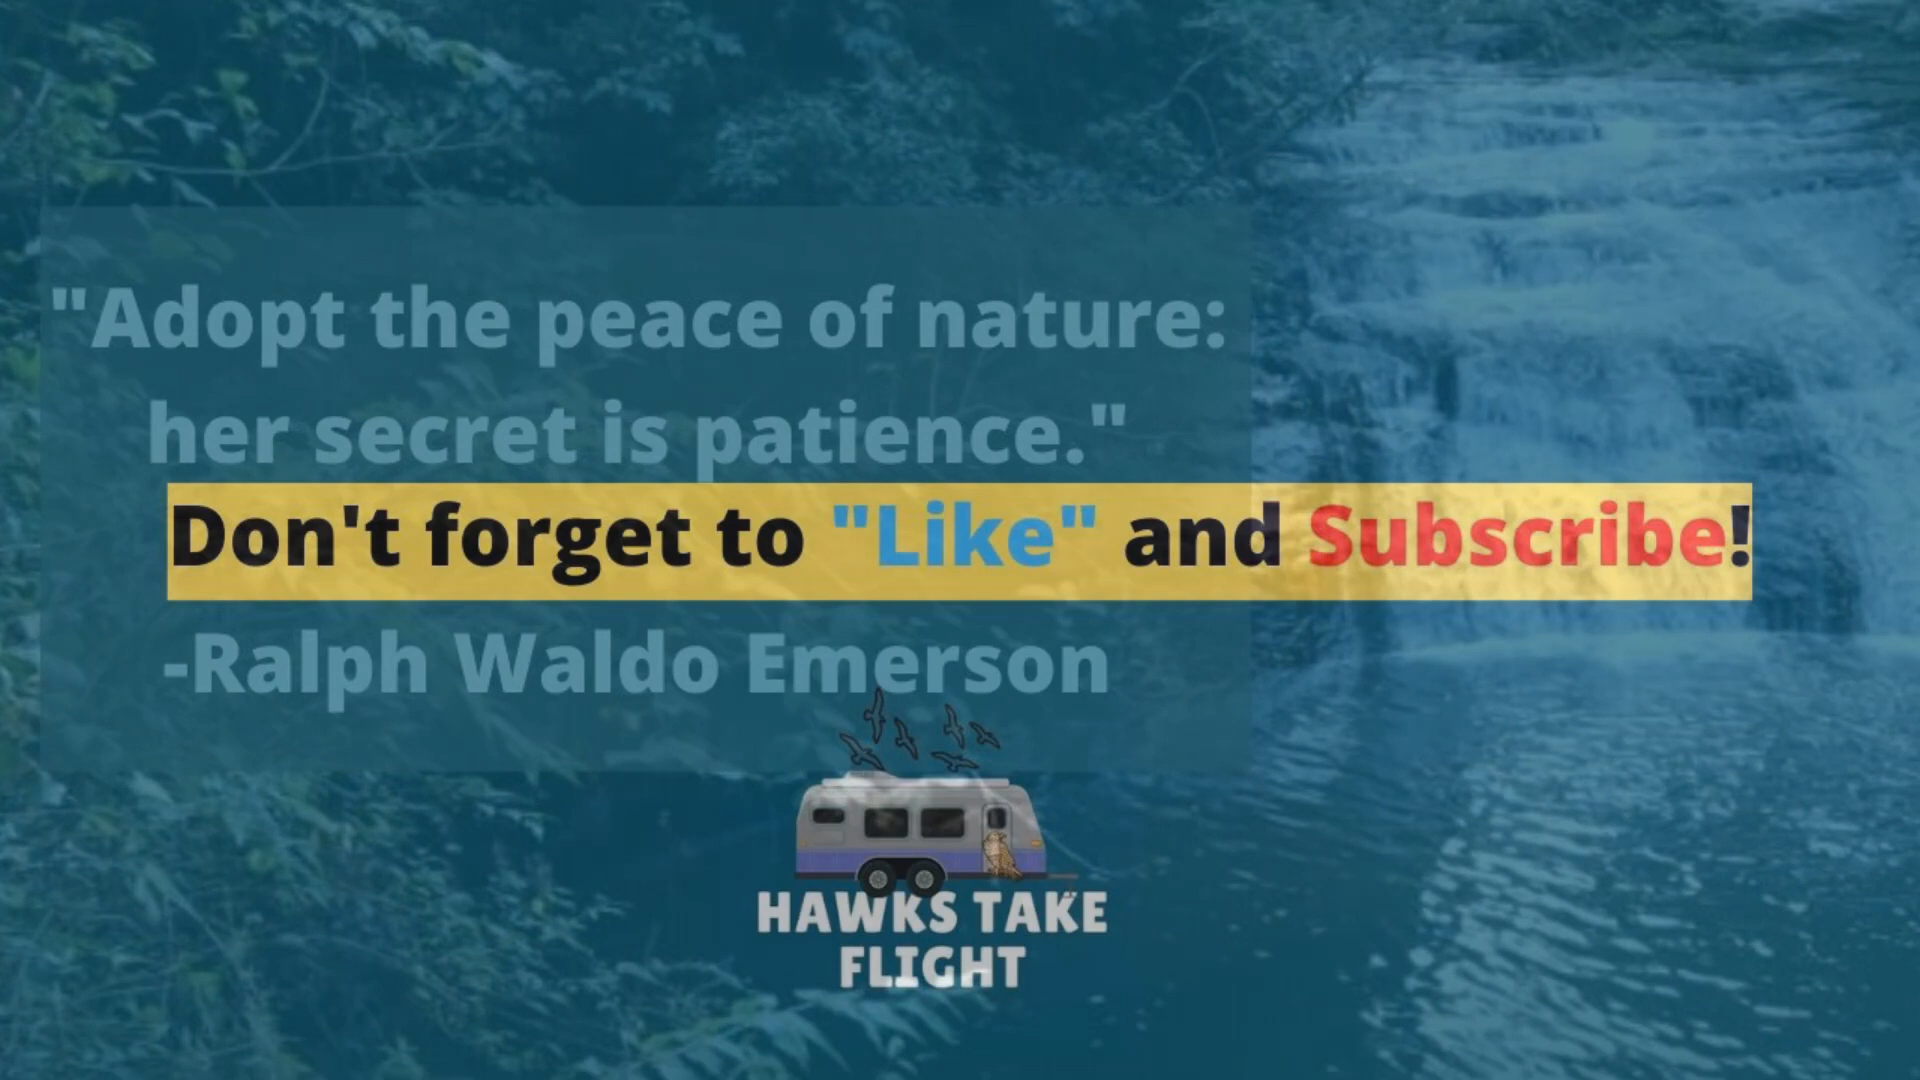 "Adopt the peace of nature:
her secret is patience."
Don't forget to "Like" and Subscribe!
-Ralph Waldo Emerson
HAWKS TAKE
FLIGHT